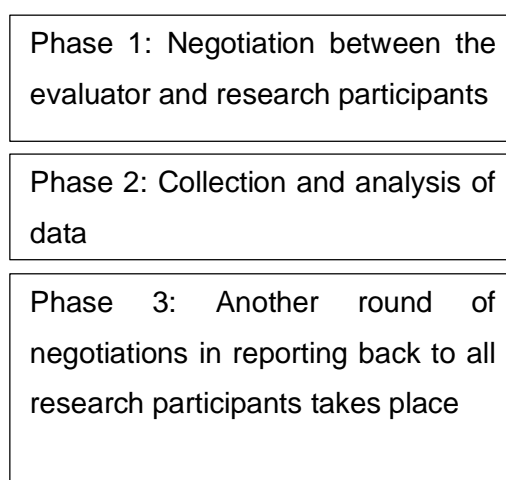 Phase 1: Negotiation between the
evaluator and research participants
Phase 2: Collection and analysis of
data
Phase 3: Another round of
negotiations in reporting back to all
research participants takes place